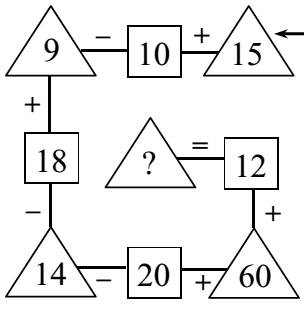 9 − 10 + 15
+
18 ? = 12
− +
14 − 20 + 60